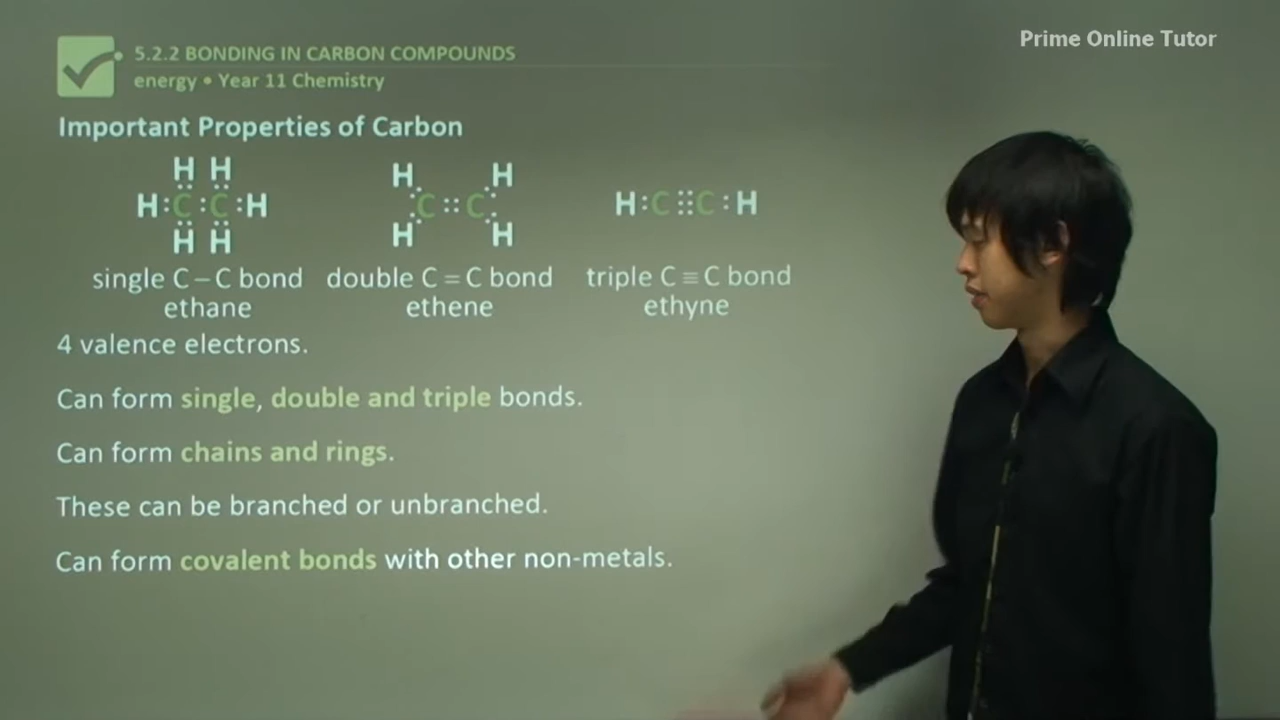 Prime Online Tutor
5.2.2 BONDING IN CARBON COMPOUNDS
energy • Year 11 Chemistry
Important Properties of Carbon
H H
H:C:C:H
H H
single C–C bond
ethane
H H
C::C
H H
double C=C bond
ethene
H:C:::C:H
triple C≡C bond
ethyne
4 valence electrons.
Can form single, double and triple bonds.
Can form chains and rings.
These can be branched or unbranched.
Can form covalent bonds with other non-metals.